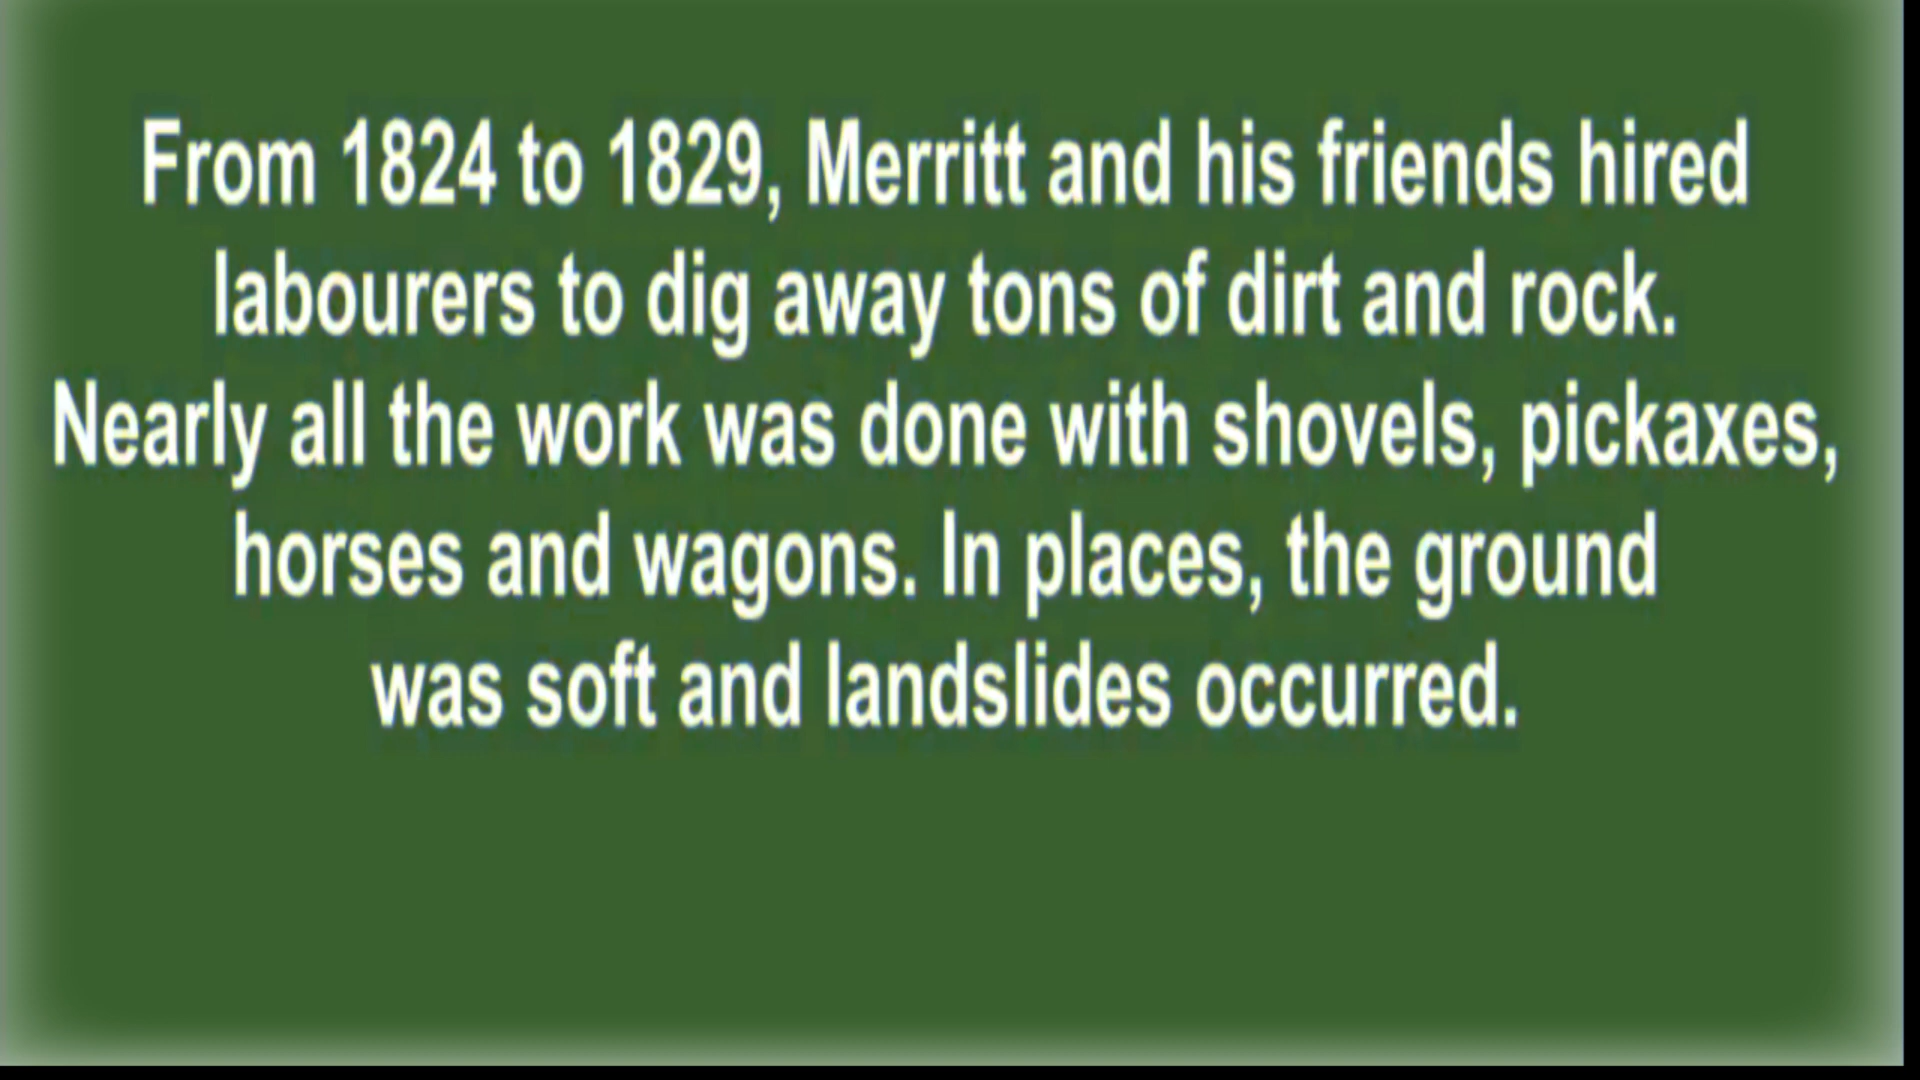 From 1824 to 1829, Merritt and his friends hired
labourers to dig away tons of dirt and rock.
Nearly all the work was done with shovels, pickaxes,
horses and wagons. In places, the ground
was soft and landslides occurred.